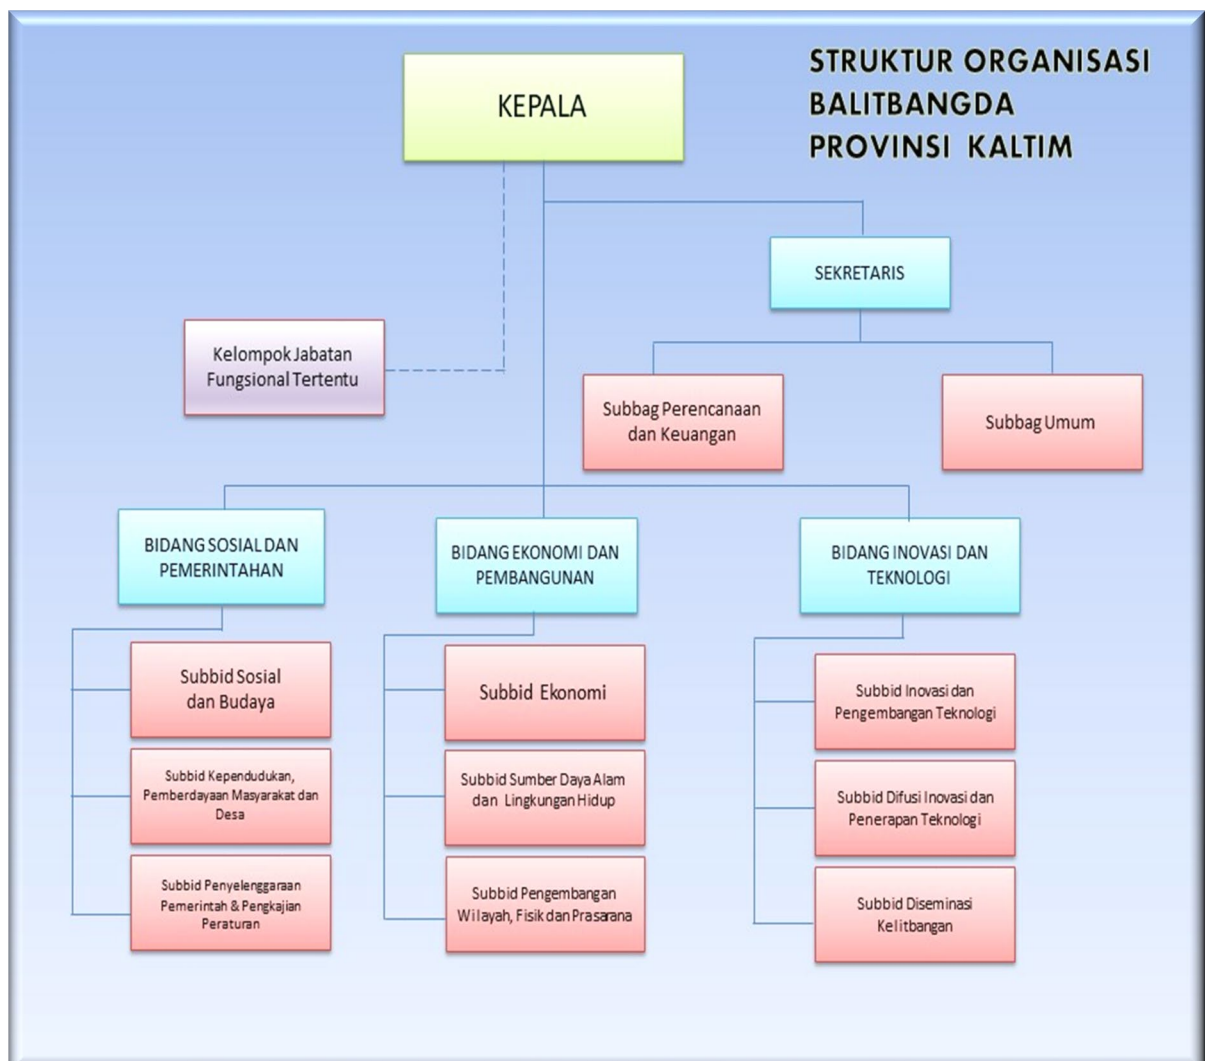 STRUKTUR ORGANISASI
BALITBANGDA
PROVINSI KALTIM
KEPALA
SEKRETARIS
Kelompok Jabatan
Fungsional Tertentu
Subbag Perencanaan
dan Keuangan
Subbag Umum
BIDANG SOSIAL DAN
PEMERINTAHAN
BIDANG EKONOMI DAN
PEMBANGUNAN
BIDANG INOVASI DAN
TEKNOLOGI
Subbid Sosial
dan Budaya
Subbid Kependudukan,
Pemberdayaan Masyarakat dan
Desa
Subbid Penyelenggaraan
Pemerintah & Pengkajian
Peraturan
Subbid Ekonomi
Subbid Sumber Daya Alam
dan Lingkungan Hidup
Subbid Pengembangan
Wilayah, Fisik dan Prasarana
Subbid Inovasi dan
Pengembangan Teknologi
Subbid Difusi Inovasi dan
Penerapan Teknologi
Subbid Diseminasi
Kelitbangan